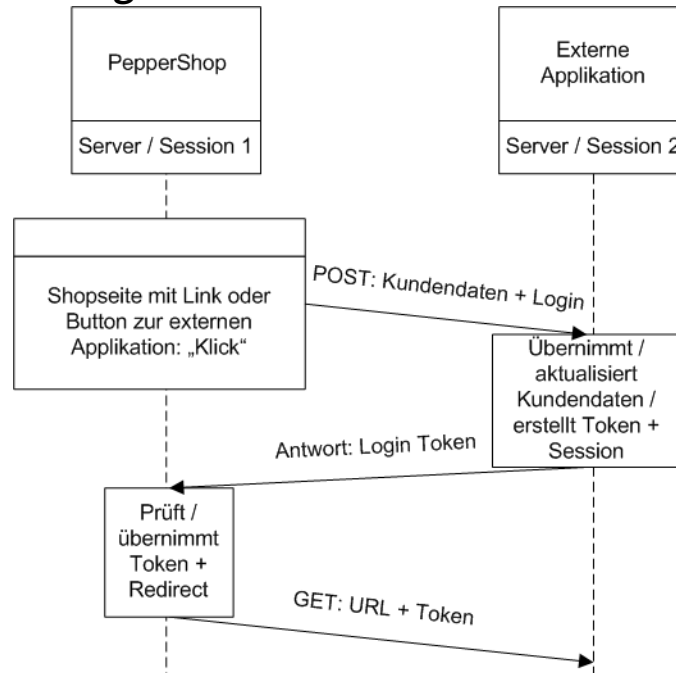 PepperShop
Externe
Applikation
Server / Session 1
Server / Session 2
Shopseite mit Link oder
Button zur externen
Applikation: „Klick“
POST: Kundendaten + Login
Übernimmt /
aktualisiert
Kundendaten /
erstellt Token +
Session
Antwort: Login Token
Prüft /
übernimmt
Token +
Redirect
GET: URL + Token